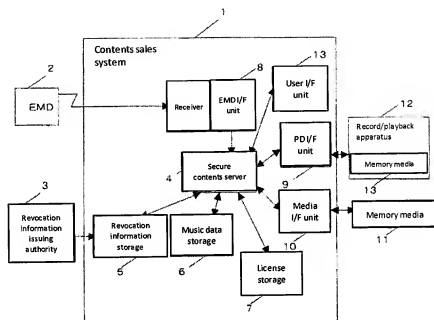 1
Contents sales
system
2
8
13
EMD
Receiver
EMDI/F
unit
User I/F
unit
12
Record/playback
apparatus
PDI/F
unit
Memory media
4
Secure
contents server
9
13
3
Media
I/F unit
Memory media
Revocation
information
issuing
authority
Revocation
information
storage
Music data
storage
10
11
5
6
License
storage
7